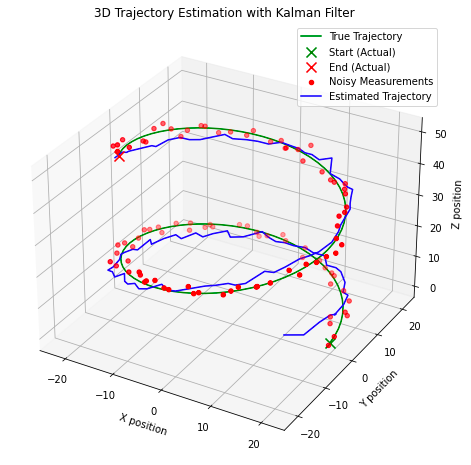 3D Trajectory Estimation with Kalman Filter
True Trajectory
Start (Actual)
End (Actual)
Noisy Measurements
Estimated Trajectory
50
40
30
20
10
0
Z position
20
10
0
−10
−20
Y position
−20
−10
0
10
20
X position